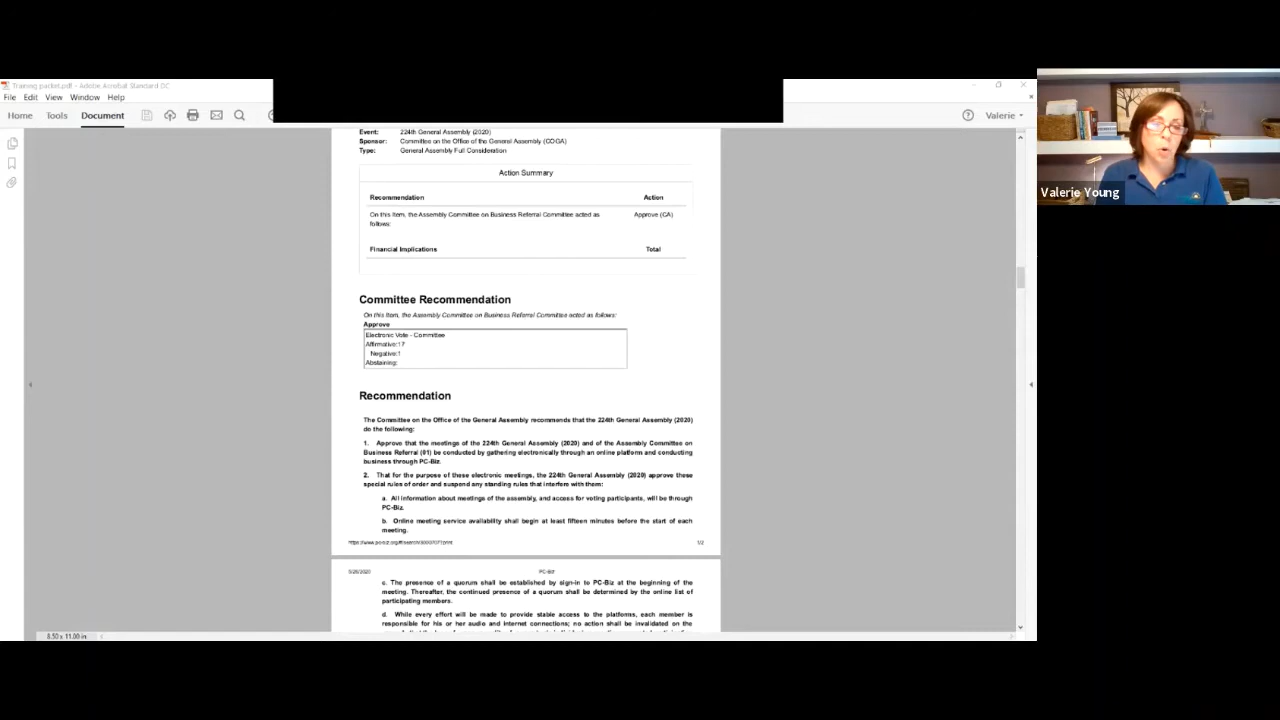 Training packet.pdf - Adobe Acrobat Standard DC
File Edit View Window Help
Home Tools Document Valerie
Event: 224th General Assembly (2020)
Sponsor: Committee on the Office of the General Assembly (COGA)
Type: General Assembly Full Consideration
Action Summary
Recommendation Action
On this Item, the Assembly Committee on Business Referral Committee acted as Approve (CA)
follows:
Financial Implications Total
Committee Recommendation
On this Item, the Assembly Committee on Business Referral Committee acted as follows:
Approve
Electronic Vote - Committee
Affirmative:17
Negative:1
Abstaining:
Recommendation
The Committee on the Office of the General Assembly recommends that the 224th General Assembly (2020)
do the following:
1. Approve that the meetings of the 224th General Assembly (2020) and of the Assembly Committee on
Business Referral (01) be conducted by gathering electronically through an online platform and conducting
business through PC-Biz.
2. That for the purpose of these electronic meetings, the 224th General Assembly (2020) approve these
special rules of order and suspend any standing rules that interfere with them:
a. All information about meetings of the assembly, and access for voting participants, will be through
PC-Biz.
b. Online meeting service availability shall begin at least fifteen minutes before the start of each
meeting.
1/2
5/26/2020 PC-Biz
c. The presence of a quorum shall be established by sign-in to PC-Biz at the beginning of the
meeting. Thereafter, the continued presence of a quorum shall be determined by the online list of
participating members.
d. While every effort will be made to provide stable access to the platforms, each member is
responsible for his or her audio and internet connections; no action shall be invalidated on the
8.50 x 11.00 in
Valerie Young